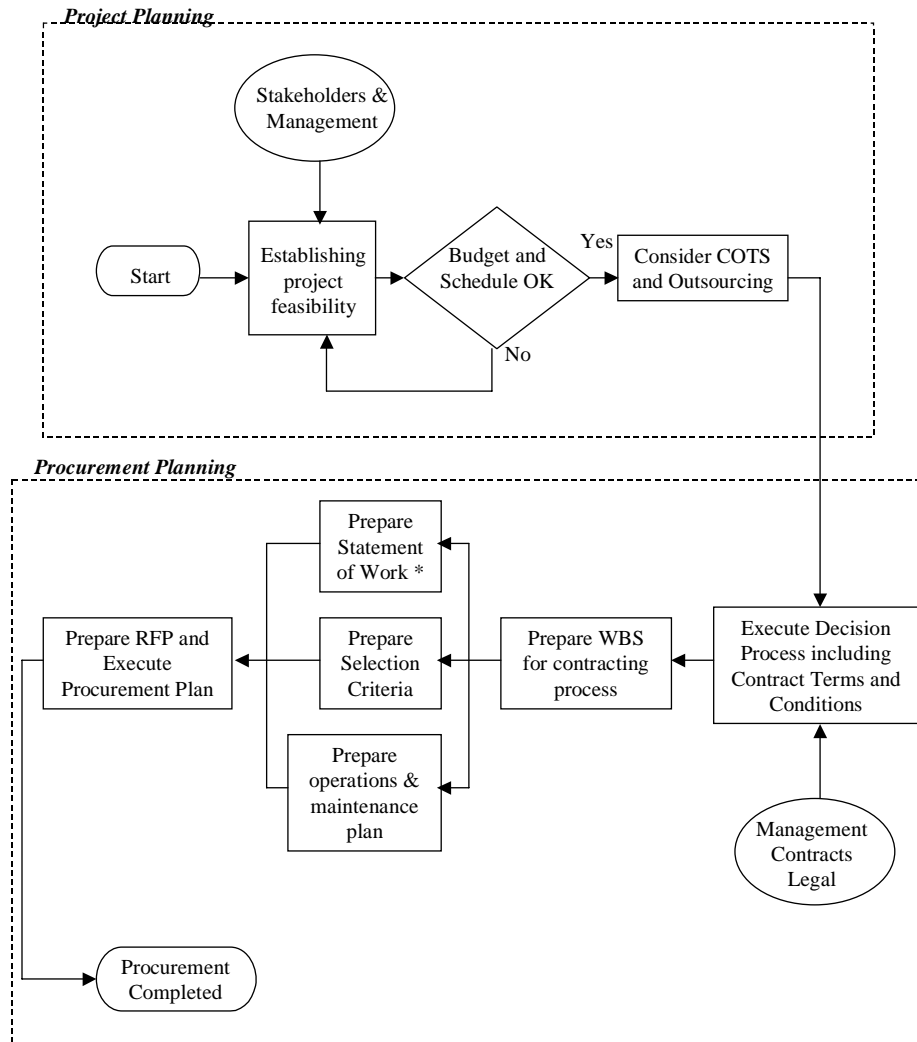 Project Planning
Stakeholders &
Management
Start
Establishing
project
feasibility
Budget and
Schedule OK
Yes
No
Consider COTS
and Outsourcing
Procurement Planning
Prepare
Statement
of Work *
Prepare RFP and
Execute
Procurement Plan
Prepare
Selection
Criteria
Prepare WBS
for contracting
process
Execute Decision
Process including
Contract Terms and
Conditions
Prepare
operations &
maintenance
plan
Management
Contracts
Legal
Procurement
Completed